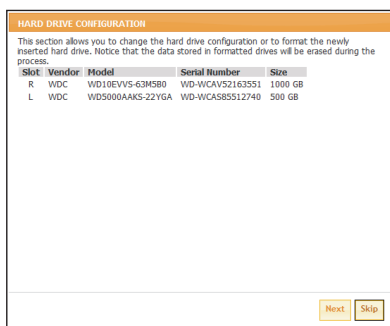 HARD DRIVE CONFIGURATION
This section allows you to change the hard drive configuration or to format the newly
inserted hard drive. Notice that the data stored in formatted drives will be erased during the
process.
Slot Vendor Model Serial Number Size
R WDC WD10EVVS-63M5B0 WD-WCAV52163551 1000 GB
L WDC WD5000AAKS-22YGA WD-WCAS85512740 500 GB
Next Skip